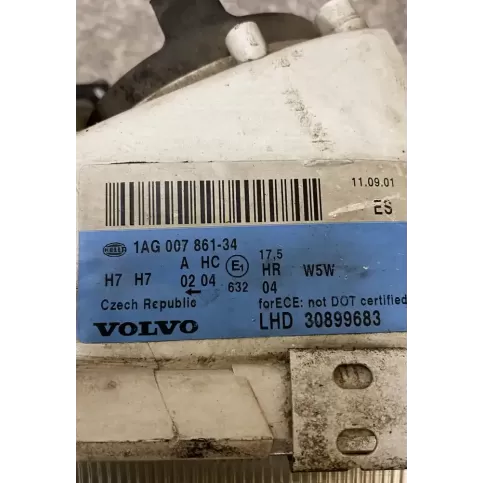 11.09.01
ES
HELLA 1AG 007 861-34
A HC E1 17,5
H7 H7 02 04 632 HR W5W
← 04
Czech Republic forECE: not DOT certified
VOLVO LHD 30899683